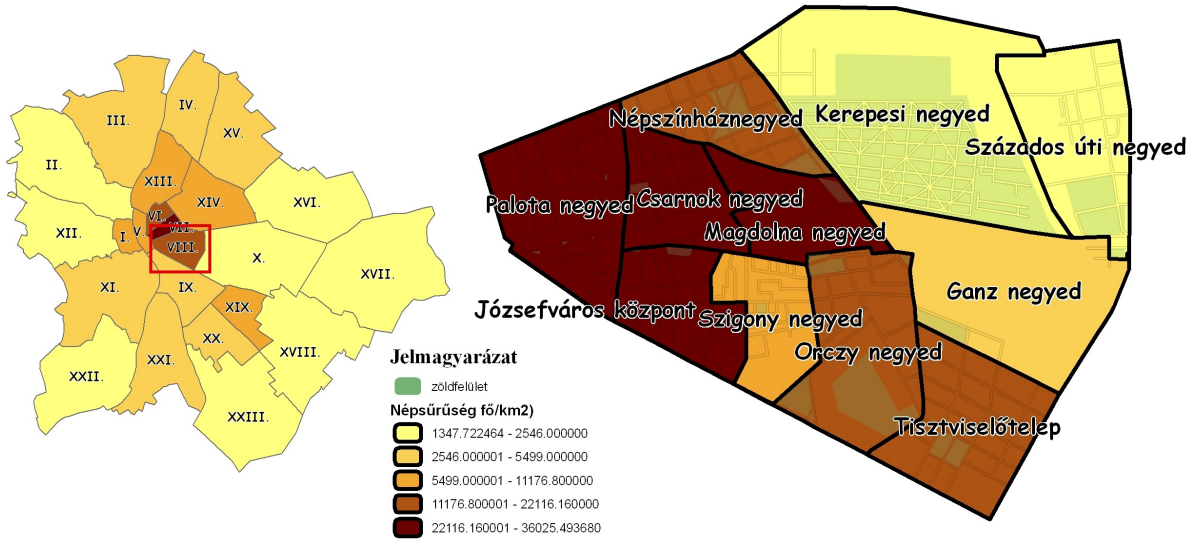 IV.
III.
XV.
II.
XIII.
XIV.
XVI.
VI.
VII.
XII.
I.
V.
VIII.
X.
XVII.
XI.
IX.
XIX.
XX.
XVIII.
XXI.
XXII.
XXIII.
Népszínháznegyed
Kerepesi negyed
Százados úti negyed
Palota negyed
Csarnok negyed
Magdolna negyed
Ganz negyed
Józsefváros központ
Szigony negyed
Orczy negyed
Tisztviselőtelep
Jelmagyarázat
zöldfelület
Népsűrűség fő/km2)
1347.722464 - 2546.000000
2546.000001 - 5499.000000
5499.000001 - 11176.800000
11176.800001 - 22116.160000
22116.160001 - 36025.493680